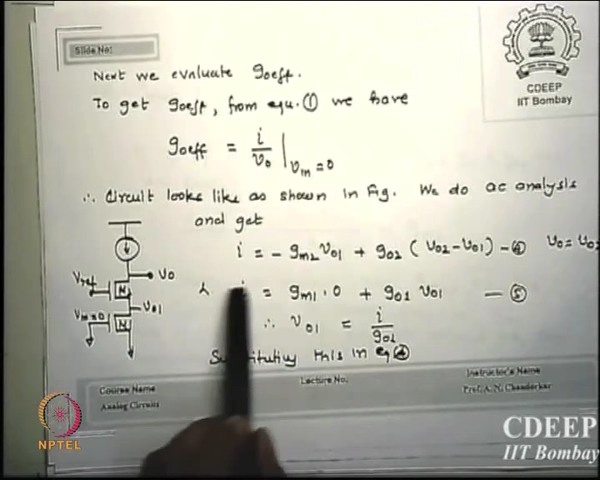 Slide No:
CDEEP
IIT Bombay
Next we evaluate goeff.
To get goeff, from equ. ① we have
goeff = i/vo | Vin=0
∴ Circuit looks like as shown in Fig. We do ac analysis
and get
i = - gm2 vo1 + go2 (vo2 - vo1) - ④ vo = vo2
& i = gm1 . 0 + go1 vo1 — ⑤
∴ vo1 = i/go1
Substituting this in eq ④
Vref
Vo
Vin=0
Vo1
M
M
Course Name
Analog Circuits
Lecture No.
Instructor's Name
Prof. A. N. Chandorkar
NPTEL
CDEEP
IIT Bombay